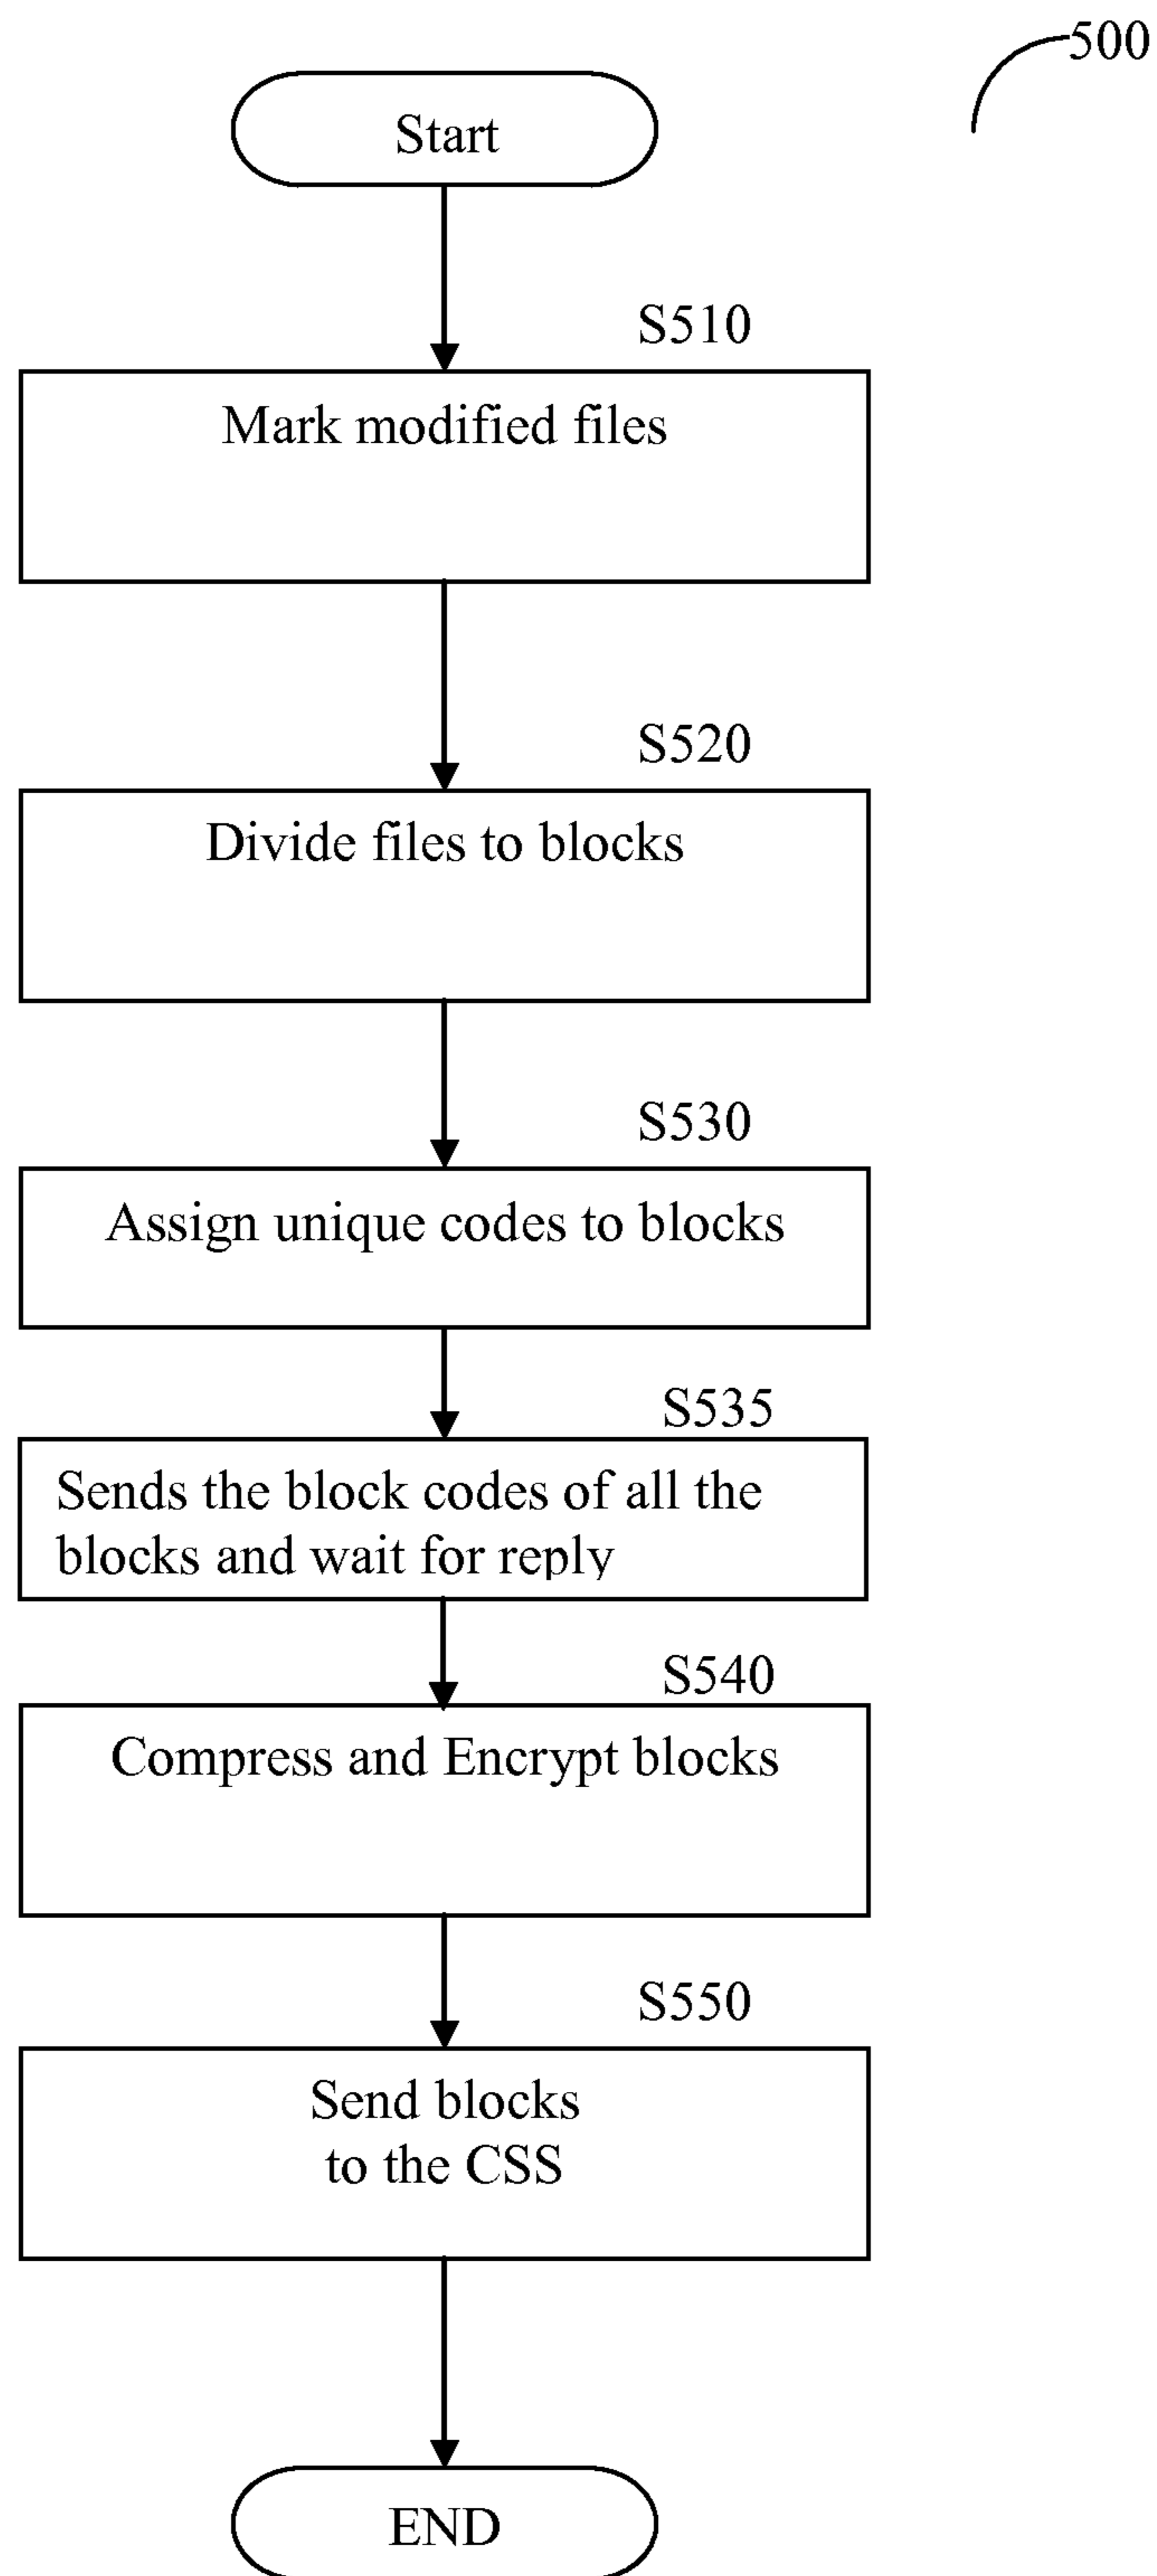 500
Start
S510
Mark modified files
S520
Divide files to blocks
S530
Assign unique codes to blocks
S535
Sends the block codes of all the
blocks and wait for reply
S540
Compress and Encrypt blocks
S550
Send blocks
to the CSS
END